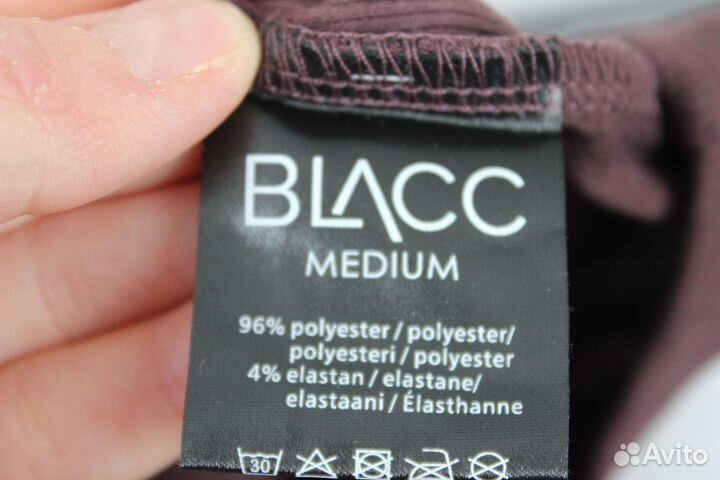 BLACC
MEDIUM
96% polyester / polyester/
polyesteri / polyester
4% elastan / elastane/
elastaani / Élasthanne
30
Avito